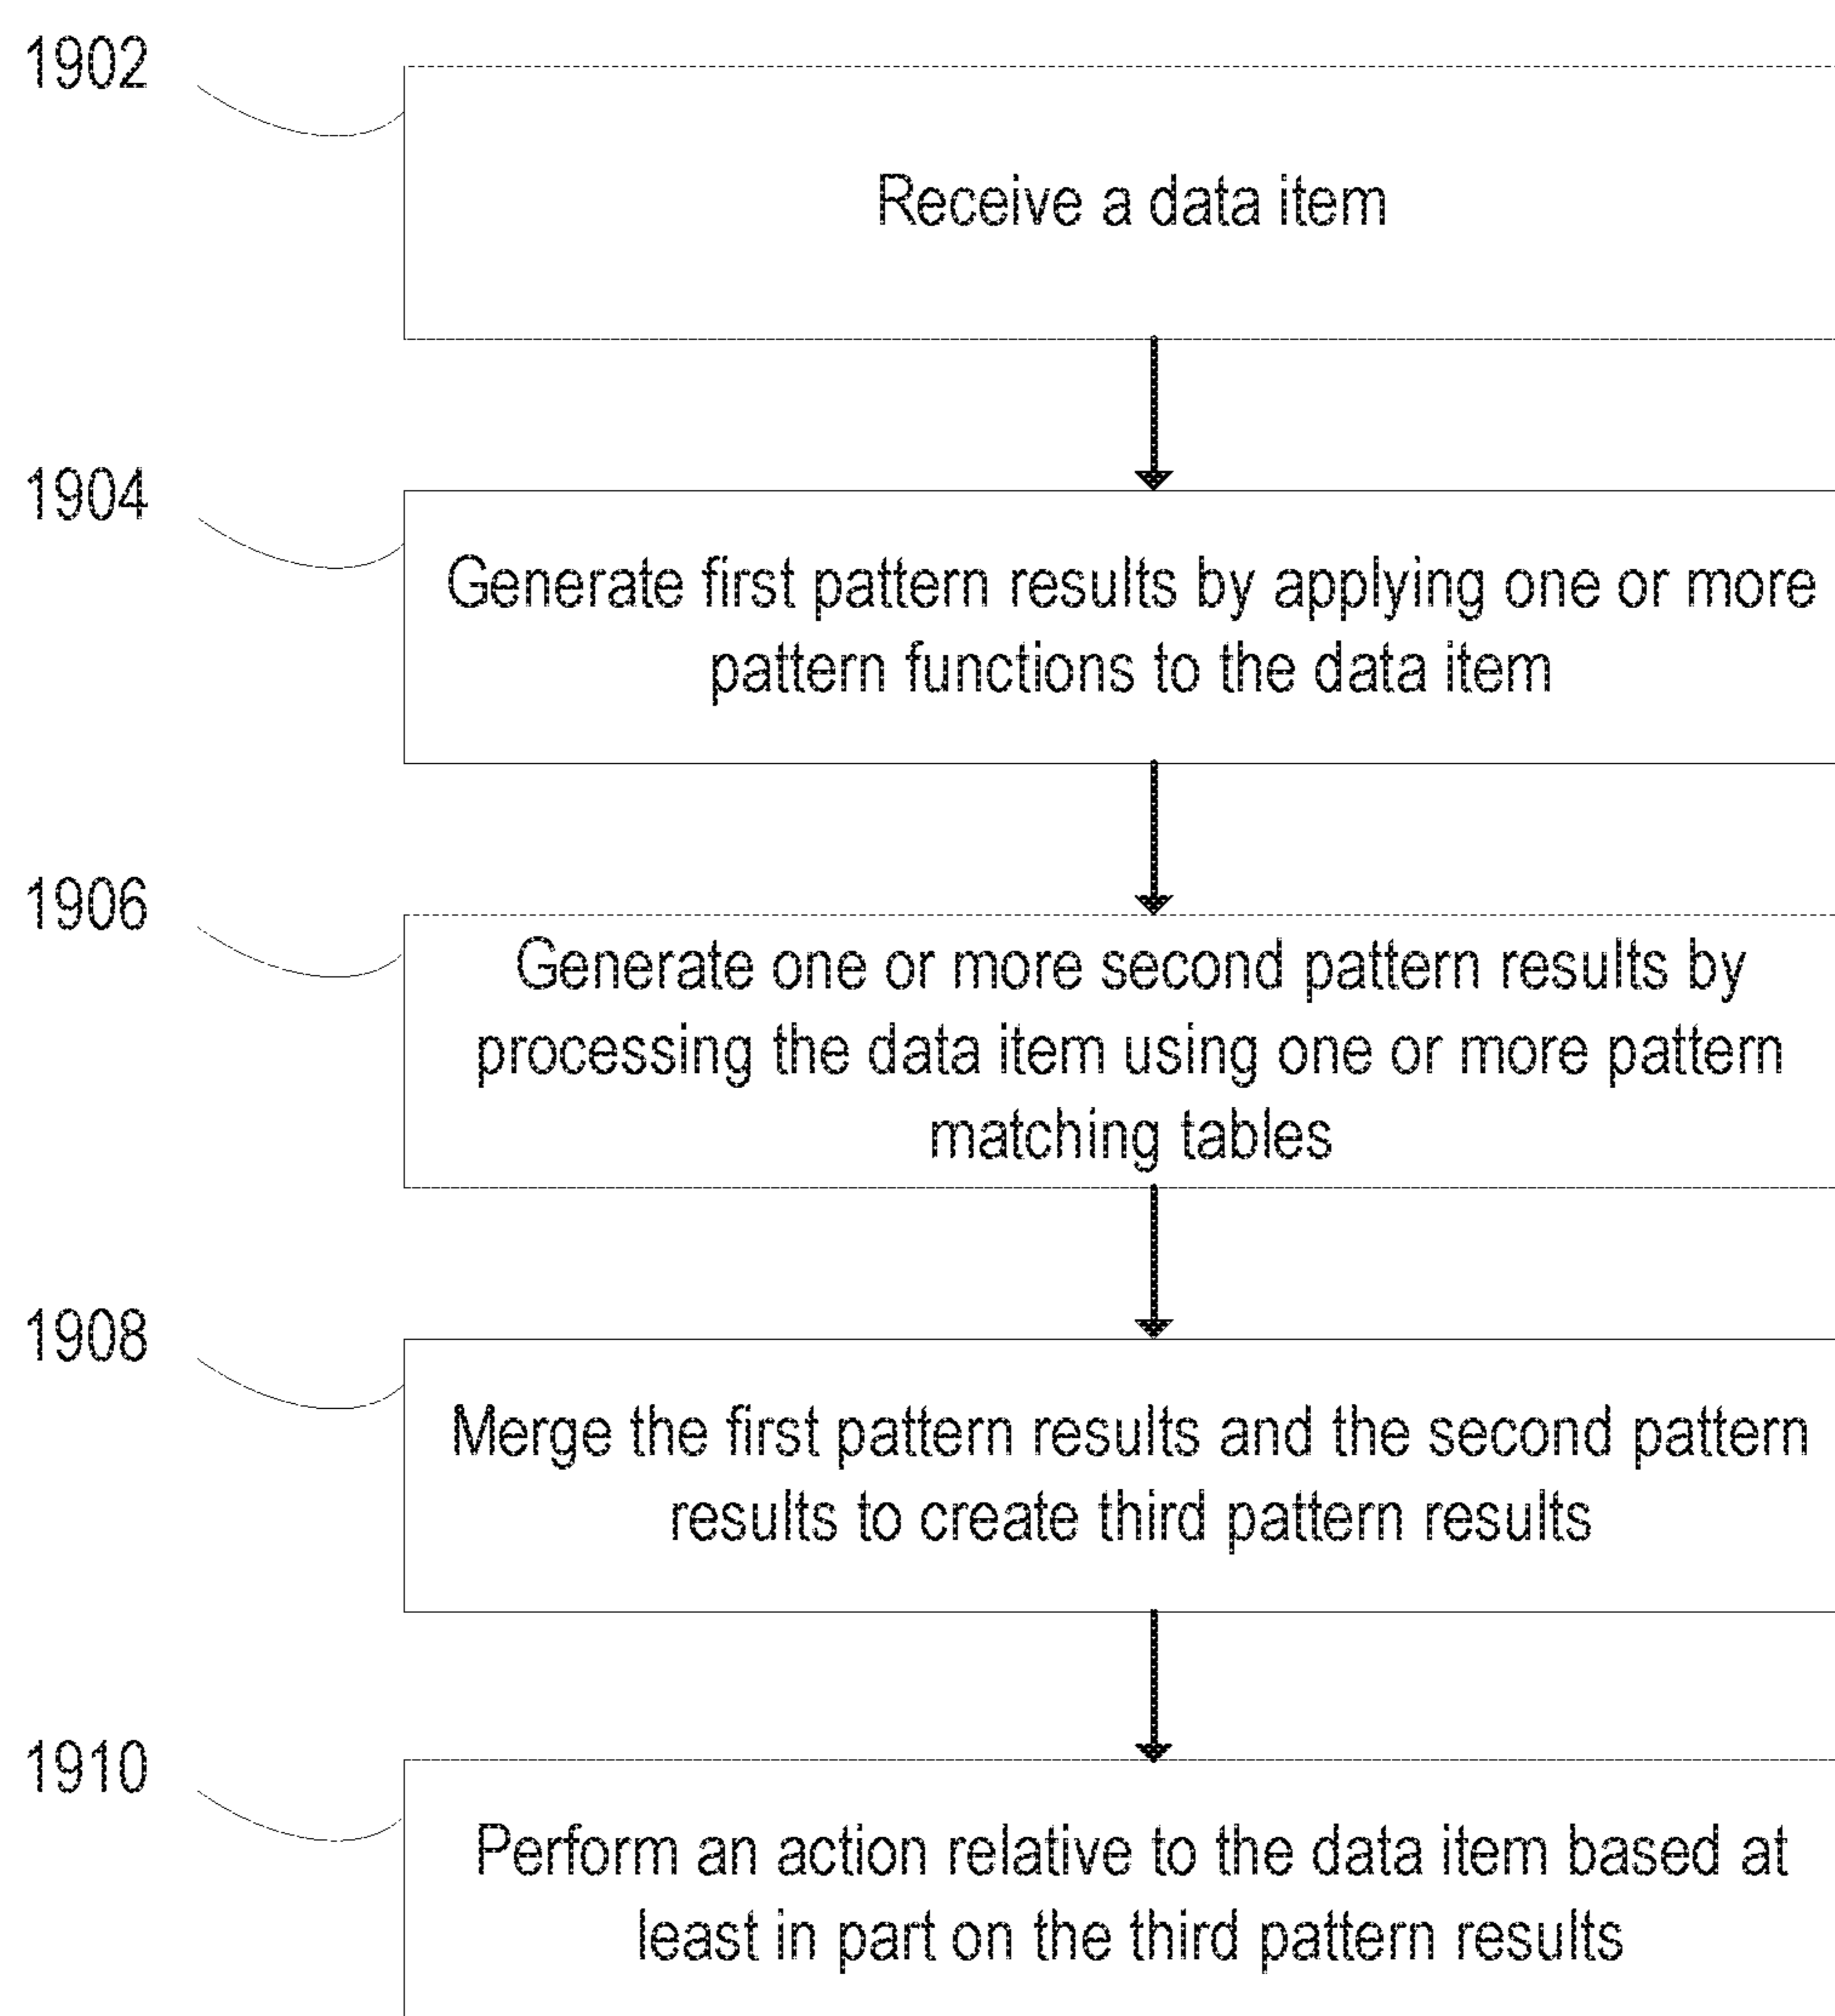 1902
Receive a data item
1904
Generate first pattern results by applying one or more
pattern functions to the data item
1906
Generate one or more second pattern results by
processing the data item using one or more pattern
matching tables
1908
Merge the first pattern results and the second pattern
results to create third pattern results
1910
Perform an action relative to the data item based at
least in part on the third pattern results